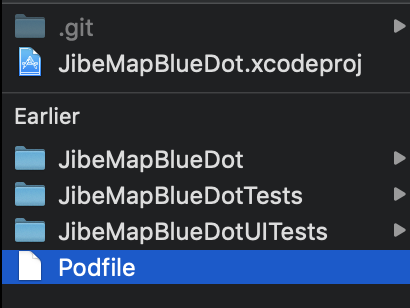 .git
JibeMapBlueDot.xcodeproj
Earlier
JibeMapBlueDot
JibeMapBlueDotTests
JibeMapBlueDotUITests
Podfile